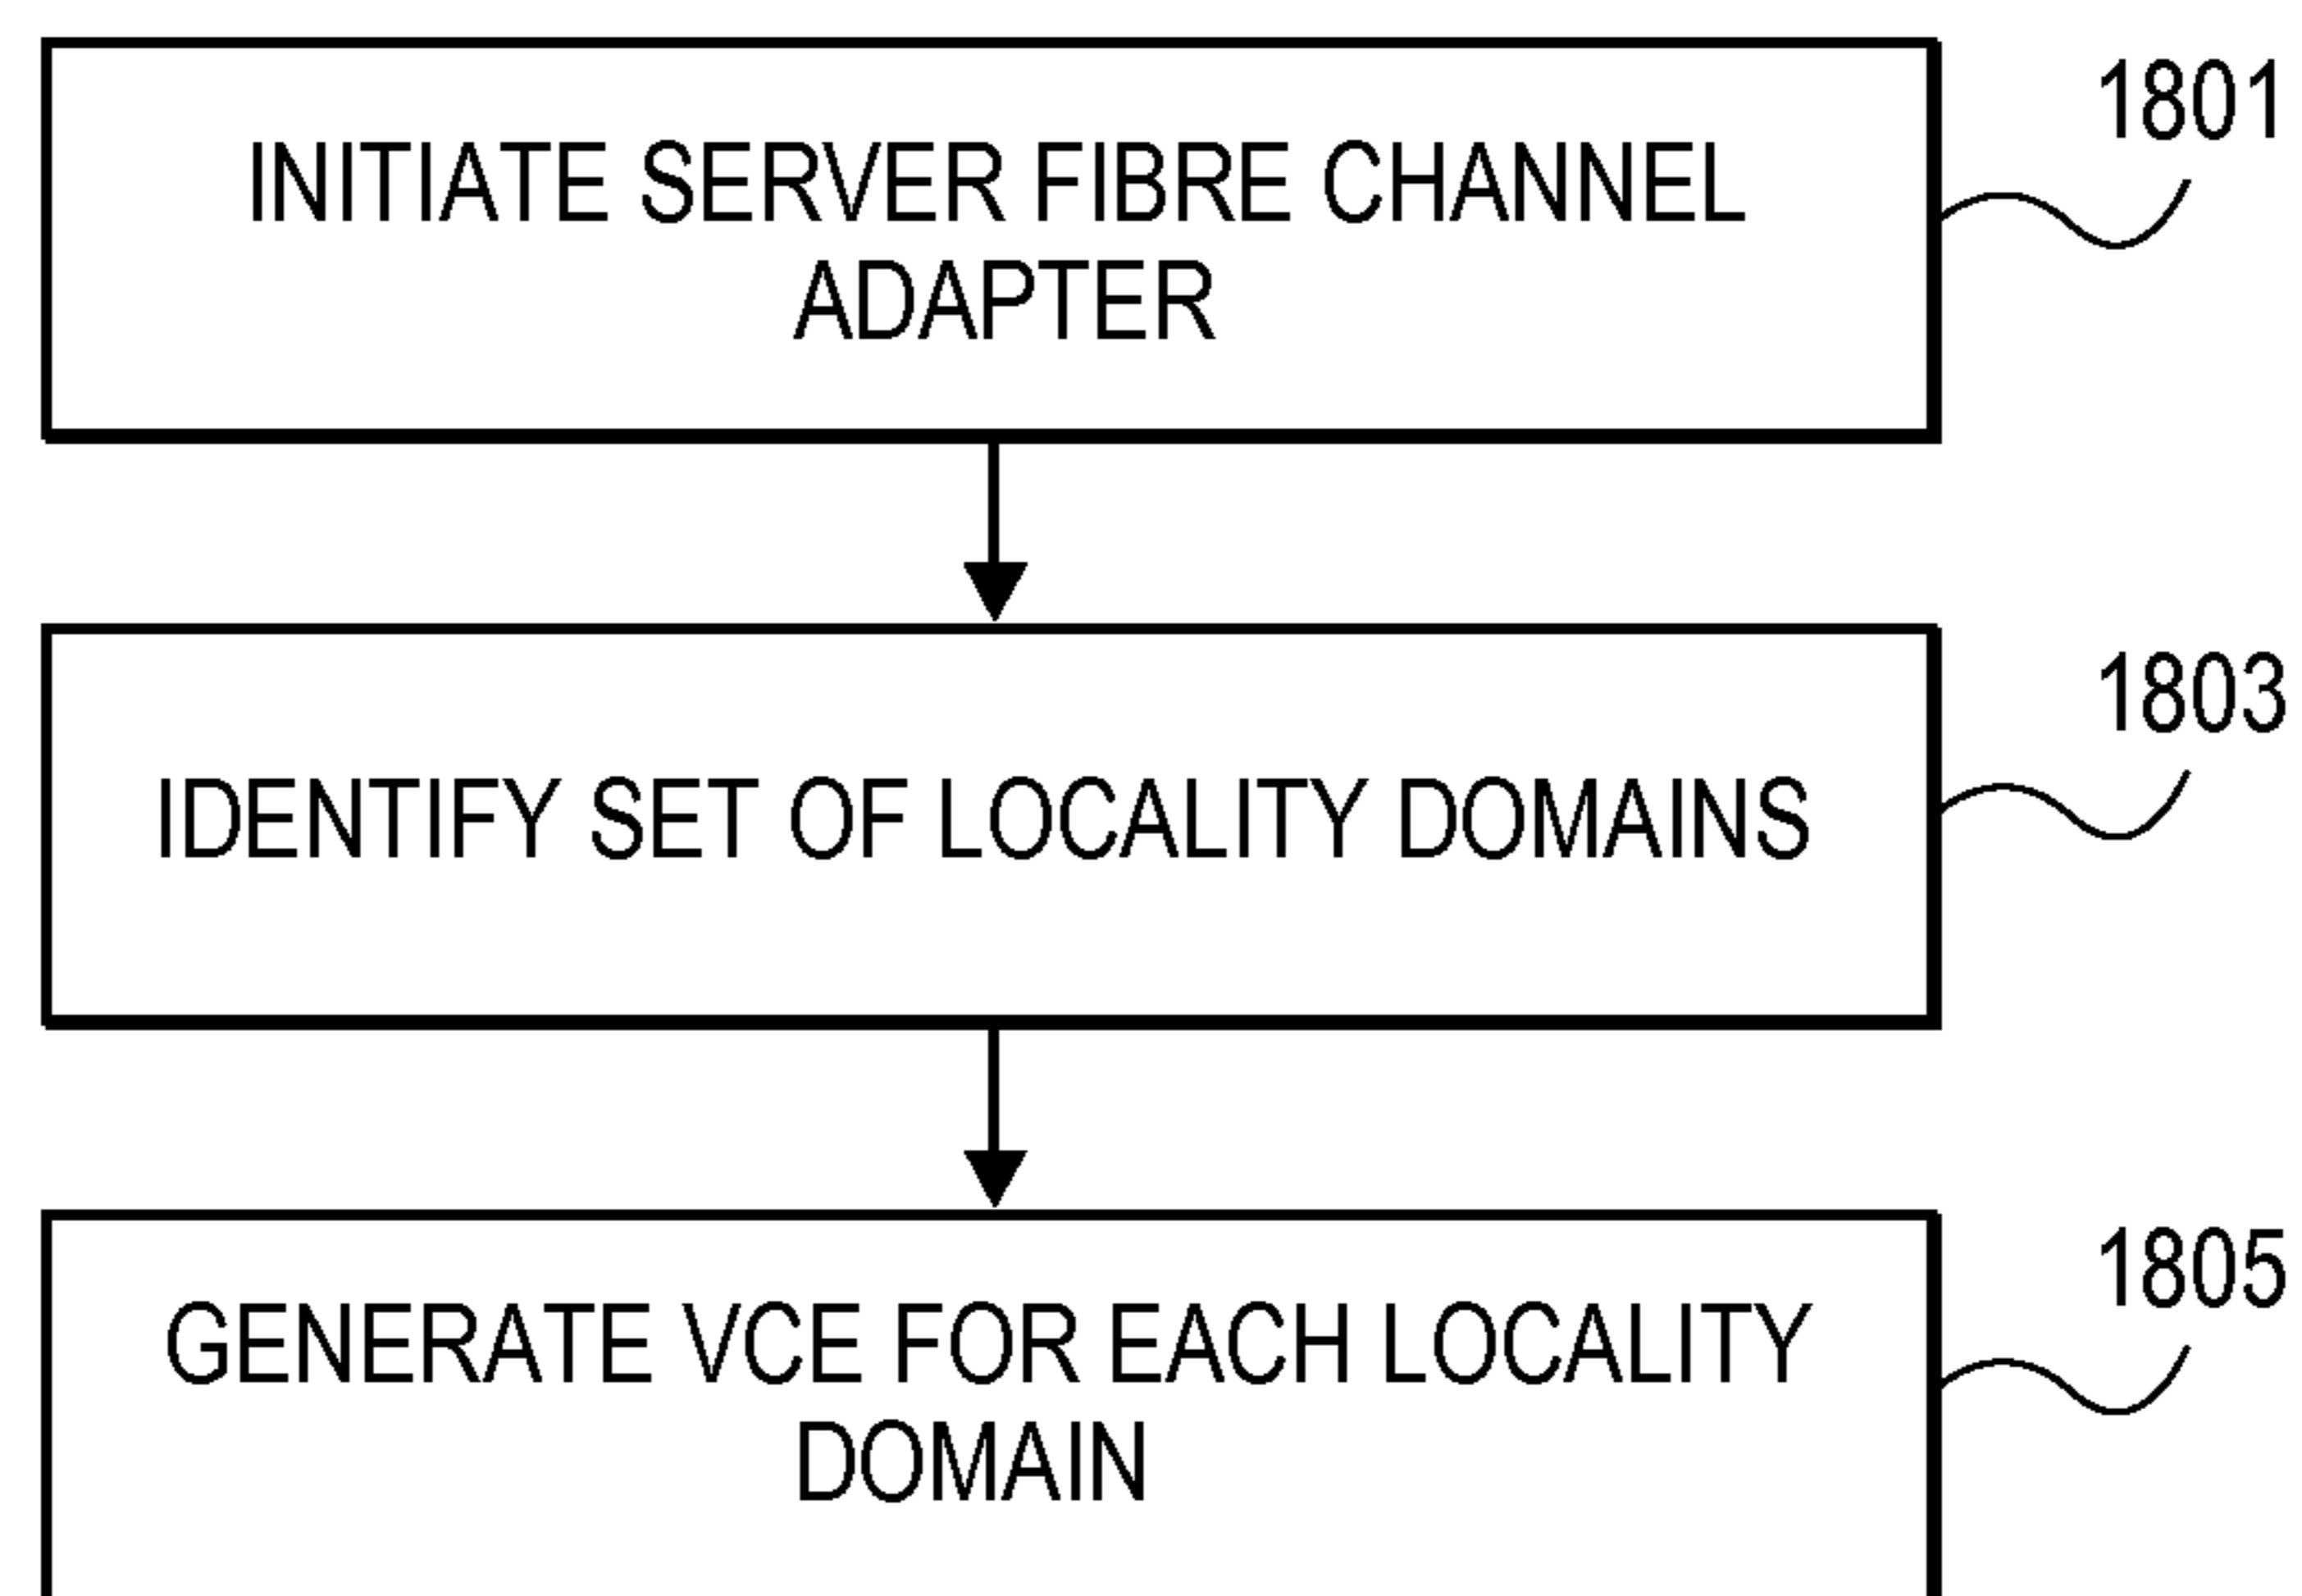 1801
INITIATE SERVER FIBRE CHANNEL
ADAPTER
1803
IDENTIFY SET OF LOCALITY DOMAINS
1805
GENERATE VCE FOR EACH LOCALITY
DOMAIN